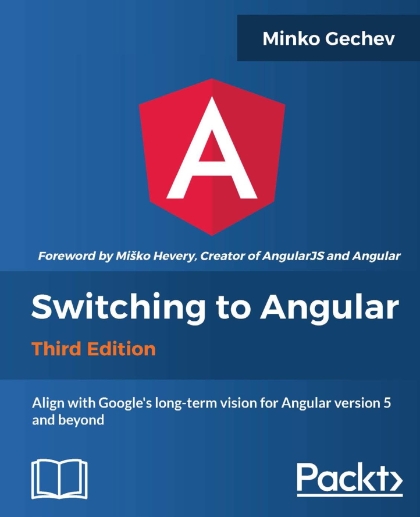 Minko Gechev
A
Foreword by Miško Hevery, Creator of AngularJS and Angular
Switching to Angular
Third Edition
Align with Google's long-term vision for Angular version 5
and beyond
Packt>